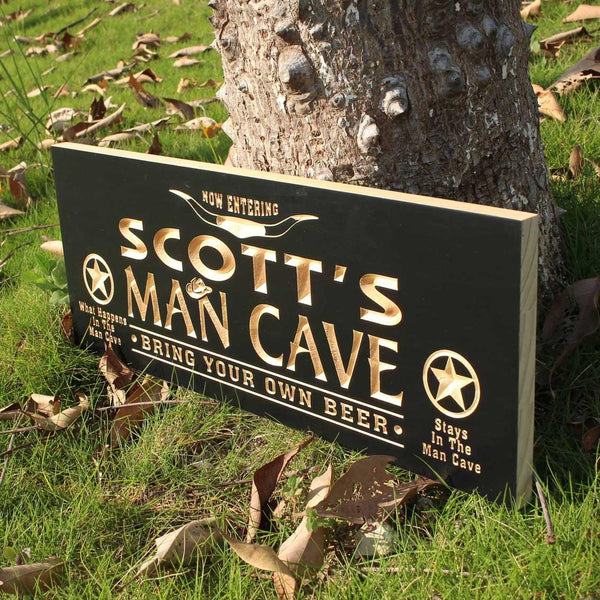 NOW ENTERING
SCOTT'S
MAN CAVE
• BRING YOUR OWN BEER •
What Happens
In The
Man Cave
Stays
In The
Man Cave